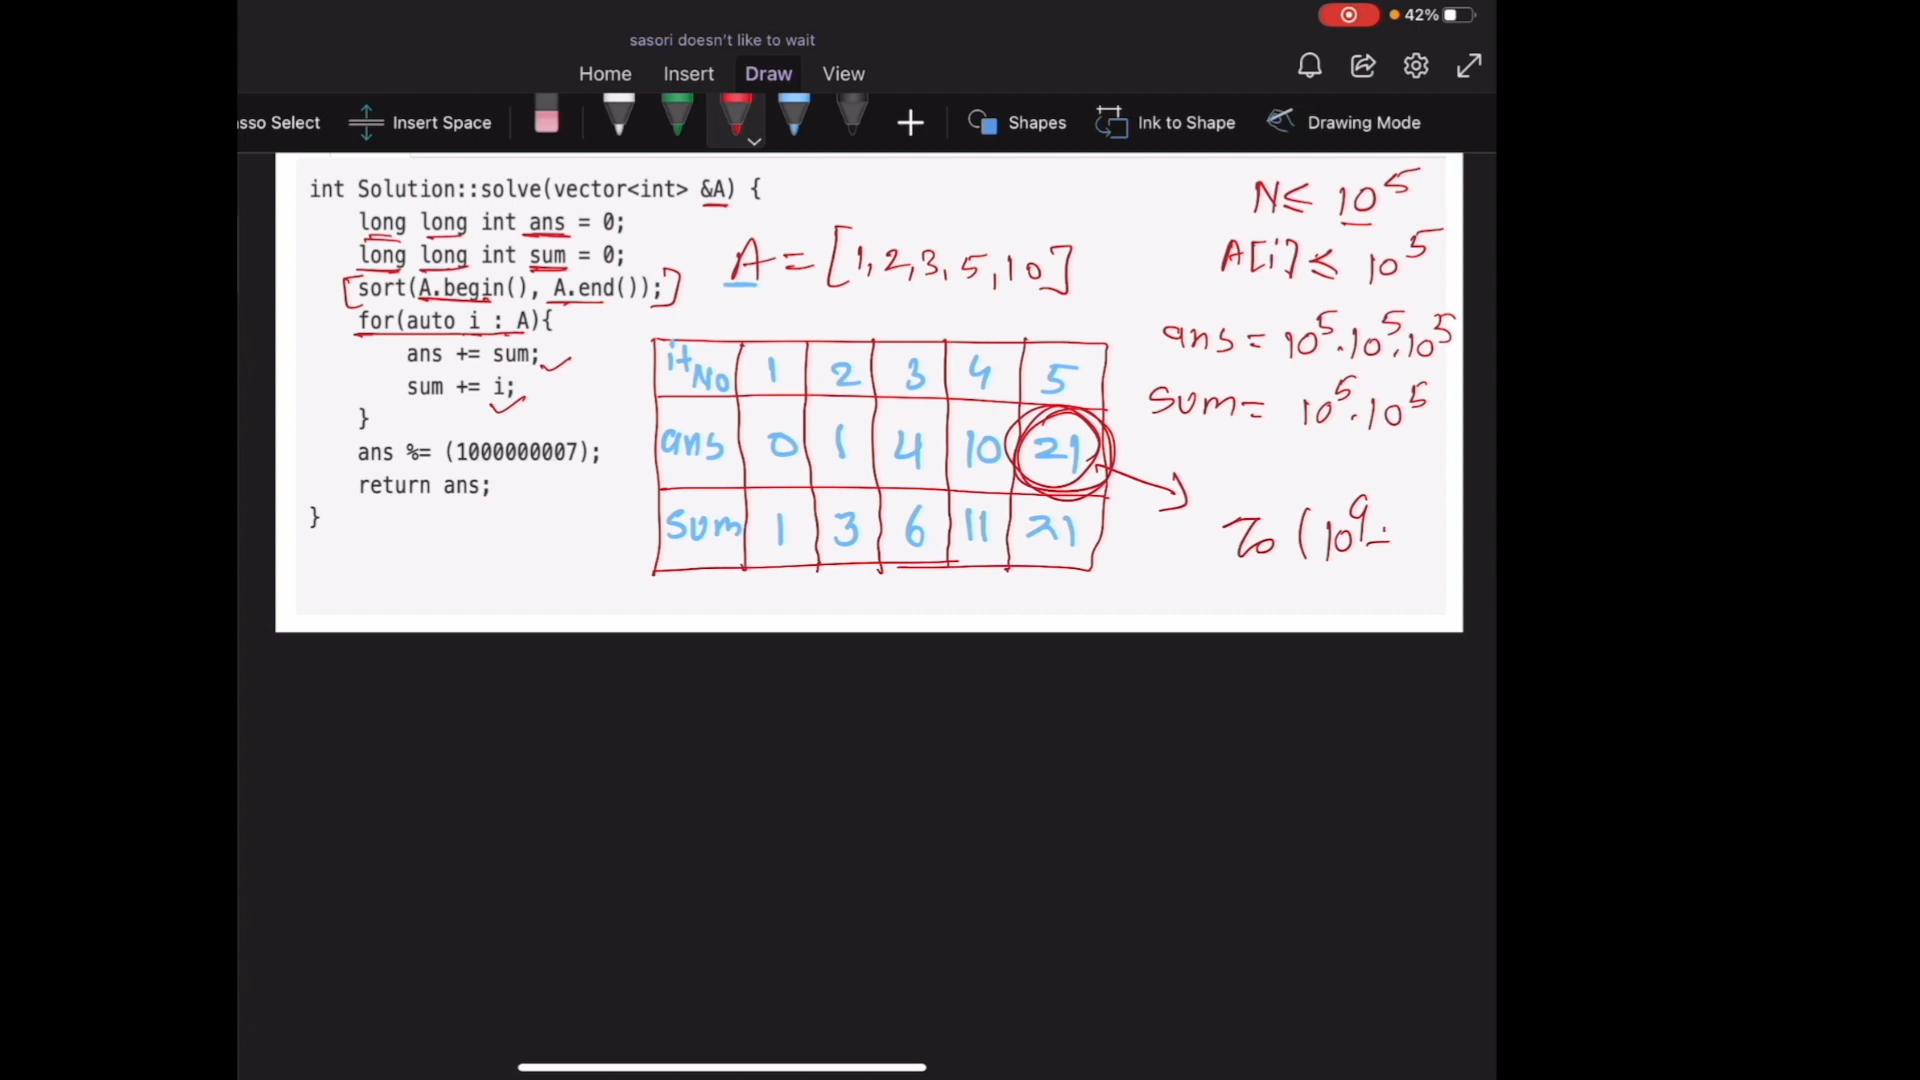 42%
sasori doesn't like to wait
Home Insert Draw View
asso Select Insert Space Shapes Ink to Shape Drawing Mode
int Solution::solve(vector<int> &A) {
long long int ans = 0;
long long int sum = 0;
sort(A.begin(), A.end());
for(auto i : A){
ans += sum;
sum += i;
}
ans %= (1000000007);
return ans;
}
A = [1,2,3,5,10]
itNo 1 2 3 4 5
ans 0 1 4 10 21
sum 1 3 6 11 21
N ≤ 10^5
A[i] ≤ 10^5
ans = 10^5.10^5.10^5
sum = 10^5.10^5
% (10^9-